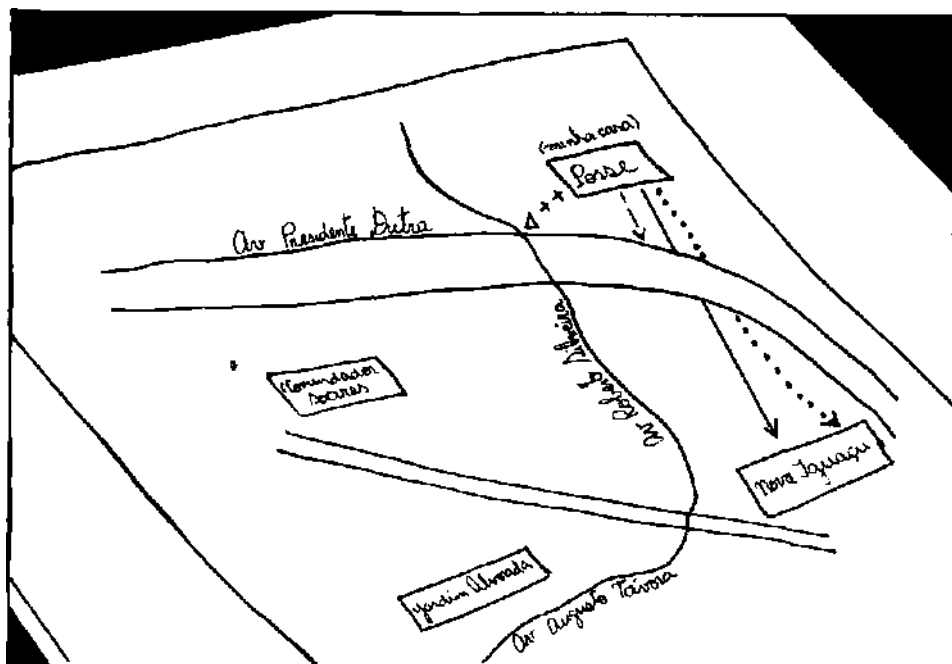 (minha casa)
Posse
Av Presidente Dutra
Av Roberto Silveira
Comendador
Soares
Nova Iguaçu
Jardim Alvorada
Av Augusto Távora